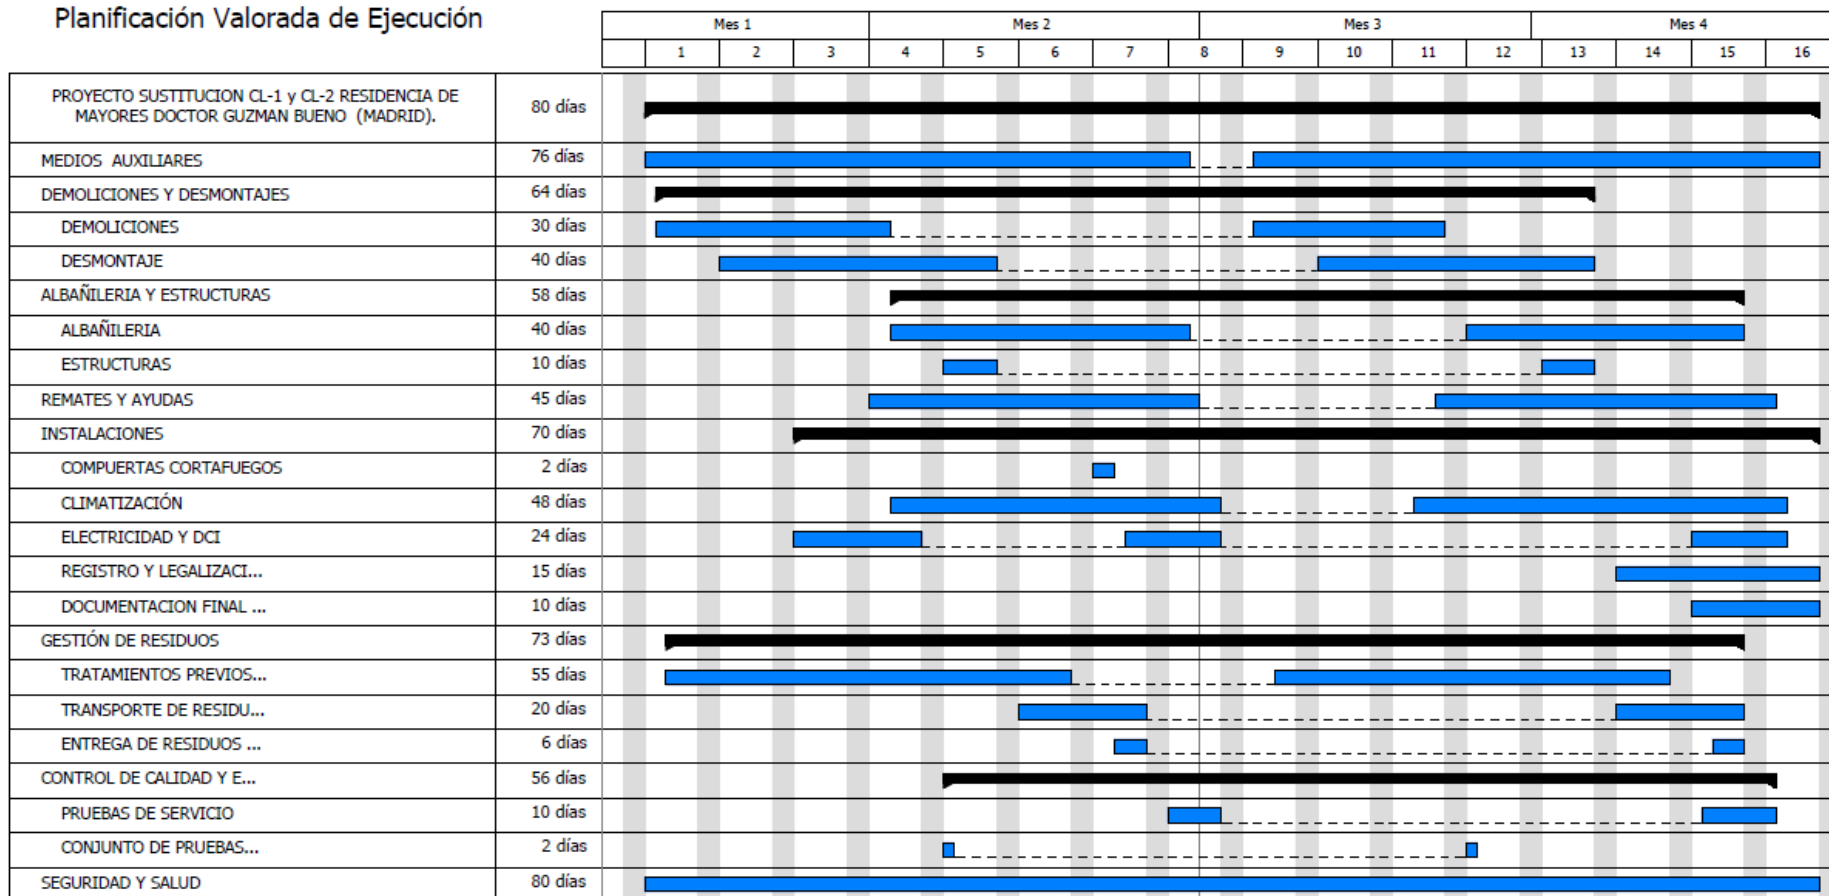 Planificación Valorada de Ejecución
Mes 1 Mes 2 Mes 3 Mes 4
1 2 3 4 5 6 7 8 9 10 11 12 13 14 15 16
PROYECTO SUSTITUCION CL-1 y CL-2 RESIDENCIA DE
MAYORES DOCTOR GUZMAN BUENO (MADRID).
80 días
MEDIOS AUXILIARES 76 días
DEMOLICIONES Y DESMONTAJES 64 días
DEMOLICIONES 30 días
DESMONTAJE 40 días
ALBAÑILERIA Y ESTRUCTURAS 58 días
ALBAÑILERIA 40 días
ESTRUCTURAS 10 días
REMATES Y AYUDAS 45 días
INSTALACIONES 70 días
COMPUERTAS CORTAFUEGOS 2 días
CLIMATIZACIÓN 48 días
ELECTRICIDAD Y DCI 24 días
REGISTRO Y LEGALIZACI... 15 días
DOCUMENTACION FINAL ... 10 días
GESTIÓN DE RESIDUOS 73 días
TRATAMIENTOS PREVIOS... 55 días
TRANSPORTE DE RESIDU... 20 días
ENTREGA DE RESIDUOS ... 6 días
CONTROL DE CALIDAD Y E... 56 días
PRUEBAS DE SERVICIO 10 días
CONJUNTO DE PRUEBAS... 2 días
SEGURIDAD Y SALUD 80 días